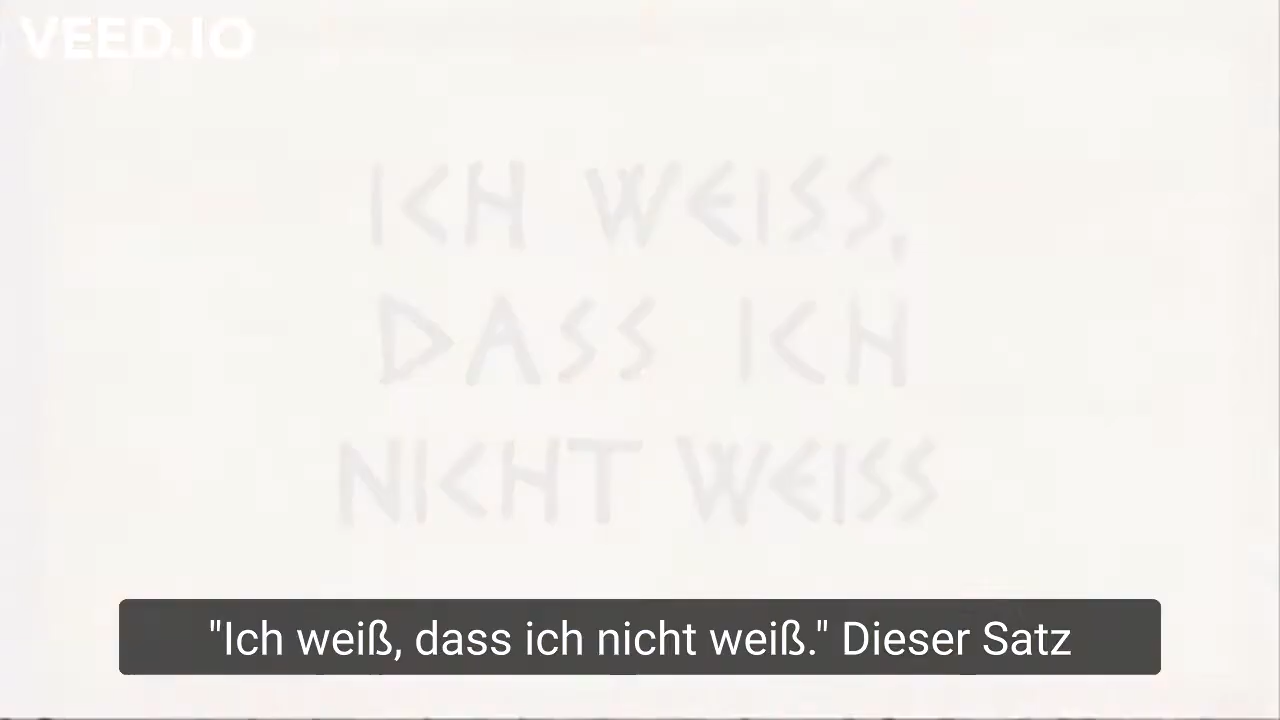 VEED.IO
ICH WEISS,
DASS ICH
NICHT WEISS
"Ich weiß, dass ich nicht weiß." Dieser Satz